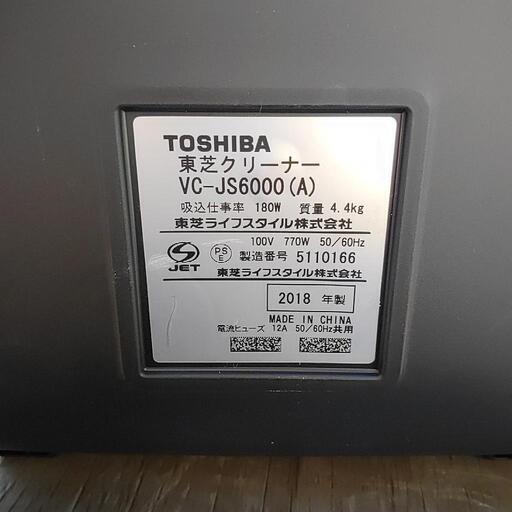 TOSHIBA
東芝クリーナー
VC-JS6000(A)
吸込仕事率 180W 質量 4.4kg
東芝ライフスタイル株式会社
100V 770W 50/60Hz
JET PS E 製造番号 5110166
東芝ライフスタイル株式会社
2018 年製
MADE IN CHINA
電流ヒューズ 12A 50/60Hz共用